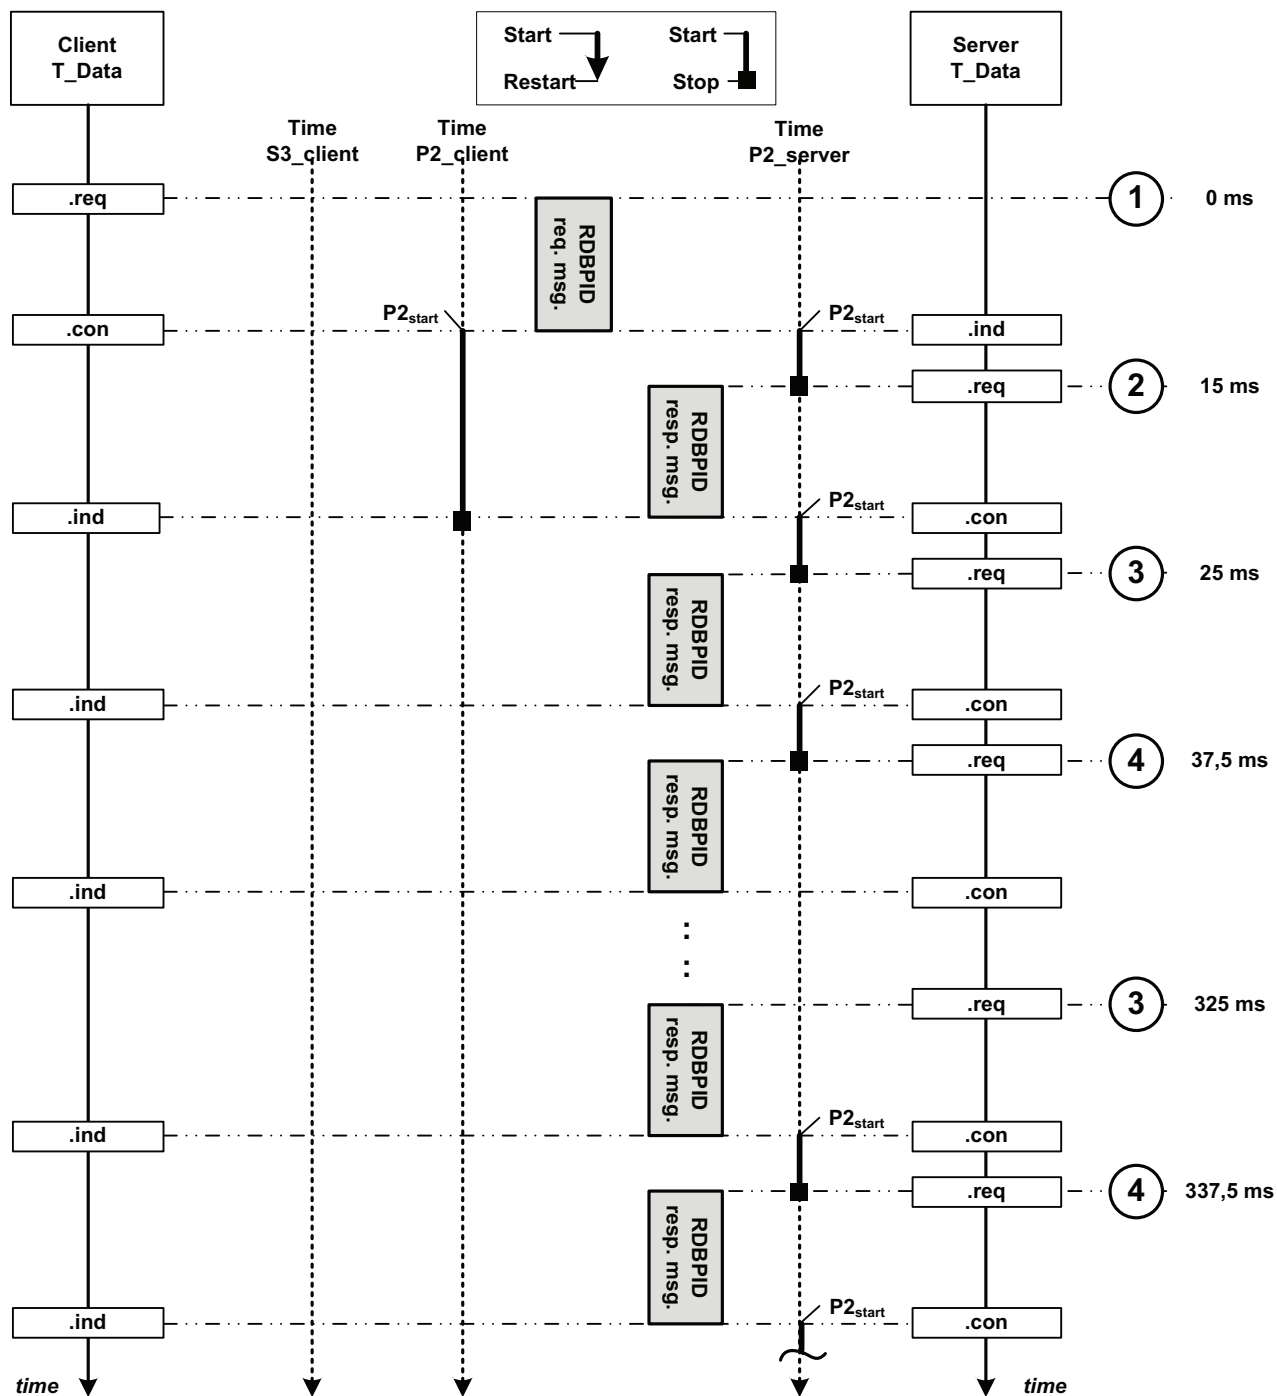 Client
T_Data
Start
Restart
Start
Stop
Server
T_Data
Time
S3_client
Time
P2_client
Time
P2_server
.req
1
0 ms
RDBPID
req. msg.
.con
P2start
P2start
.ind
.req
2
15 ms
RDBPID
resp. msg.
.ind
P2start
.con
.req
3
25 ms
RDBPID
resp. msg.
.ind
P2start
.con
.req
4
37,5 ms
RDBPID
resp. msg.
.ind
.con
.req
3
325 ms
RDBPID
resp. msg.
.ind
P2start
.con
.req
4
337,5 ms
RDBPID
resp. msg.
.ind
P2start
.con
time
time